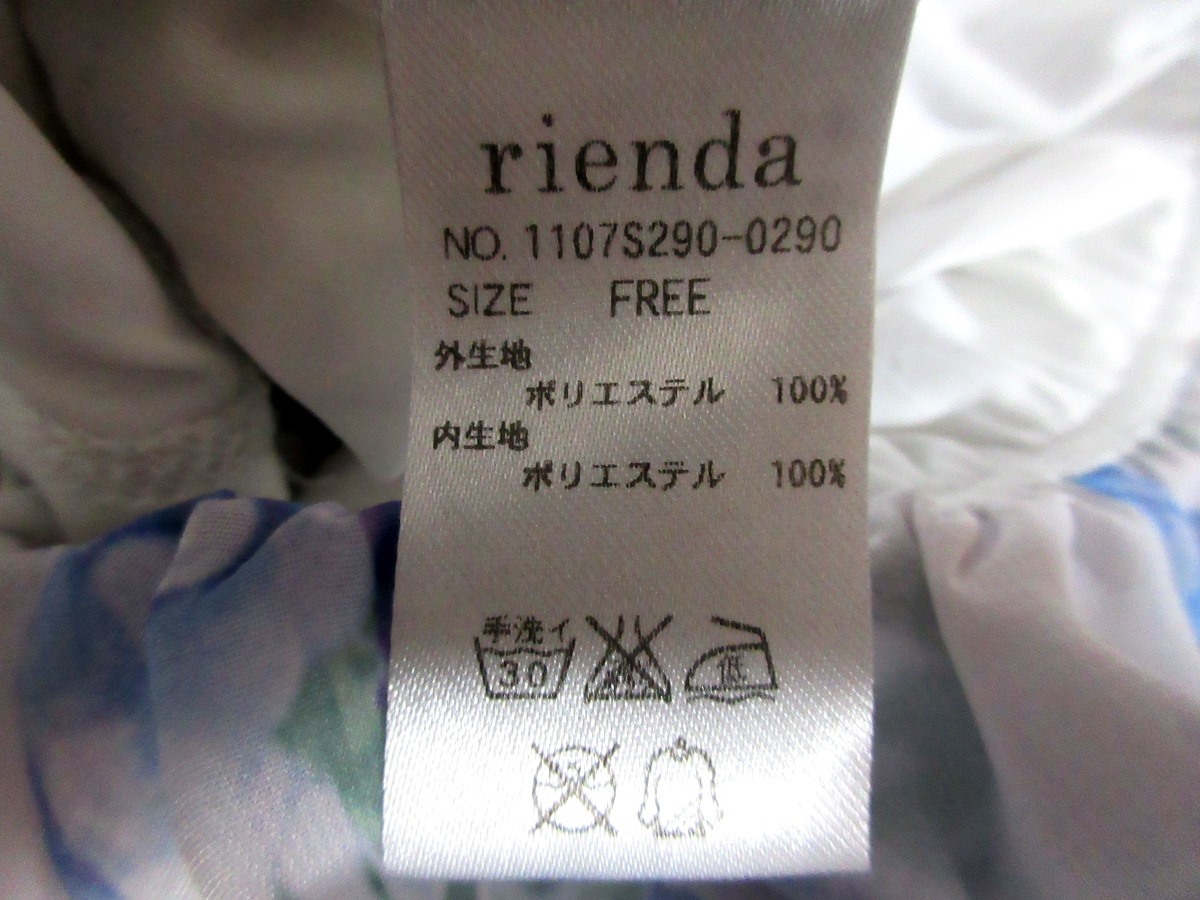 rienda
NO. 1107S290-0290
SIZE FREE
外生地
ポリエステル 100%
内生地
ポリエステル 100%
手洗イ
30
低